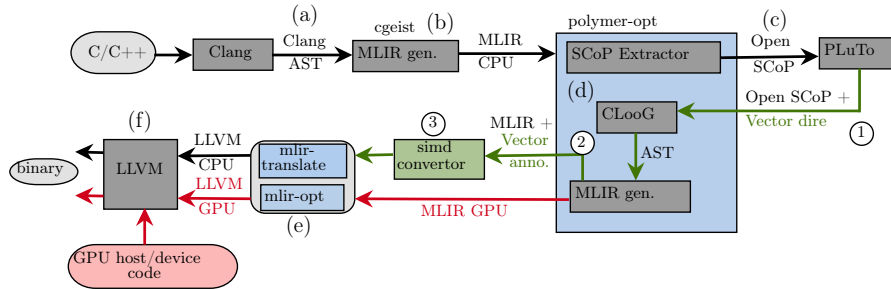 (a)
cgeist
(b)
polymer-opt
(c)
C/C++
Clang
Clang
AST
MLIR gen.
MLIR
CPU
SCoP Extractor
Open
SCoP
PLuTo
(d)
CLooG
Open SCoP +
Vector dire
1
(f)
LLVM
CPU
mlir-
translate
3
simd
convertor
MLIR +
Vector
anno.
2
AST
binary
LLVM
LLVM
GPU
mlir-opt
MLIR GPU
MLIR gen.
(e)
GPU host/device
code